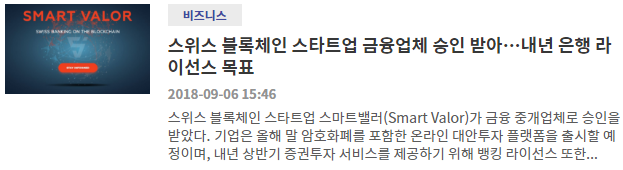 SMART VALOR
SWISS BANKING ON THE BLOCKCHAIN
비즈니스
스위스 블록체인 스타트업 금융업체 승인 받아…내년 은행 라
이선스 목표
2018-09-06 15:46
스위스 블록체인 스타트업 스마트밸러(Smart Valor)가 금융 중개업체로 승인을
받았다. 기업은 올해 말 암호화폐를 포함한 온라인 대안투자 플랫폼을 출시할 예
정이며, 내년 상반기 증권투자 서비스를 제공하기 위해 뱅킹 라이선스 또한...